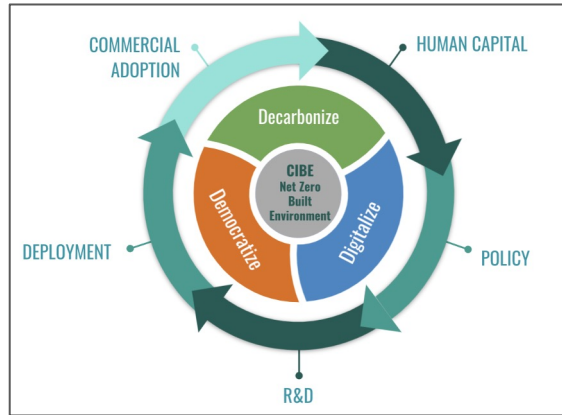 COMMERCIAL
ADOPTION
HUMAN CAPITAL
Decarbonize
CIBE
Net Zero
Built
Environment
Democratize
Digitalize
DEPLOYMENT
POLICY
R&D